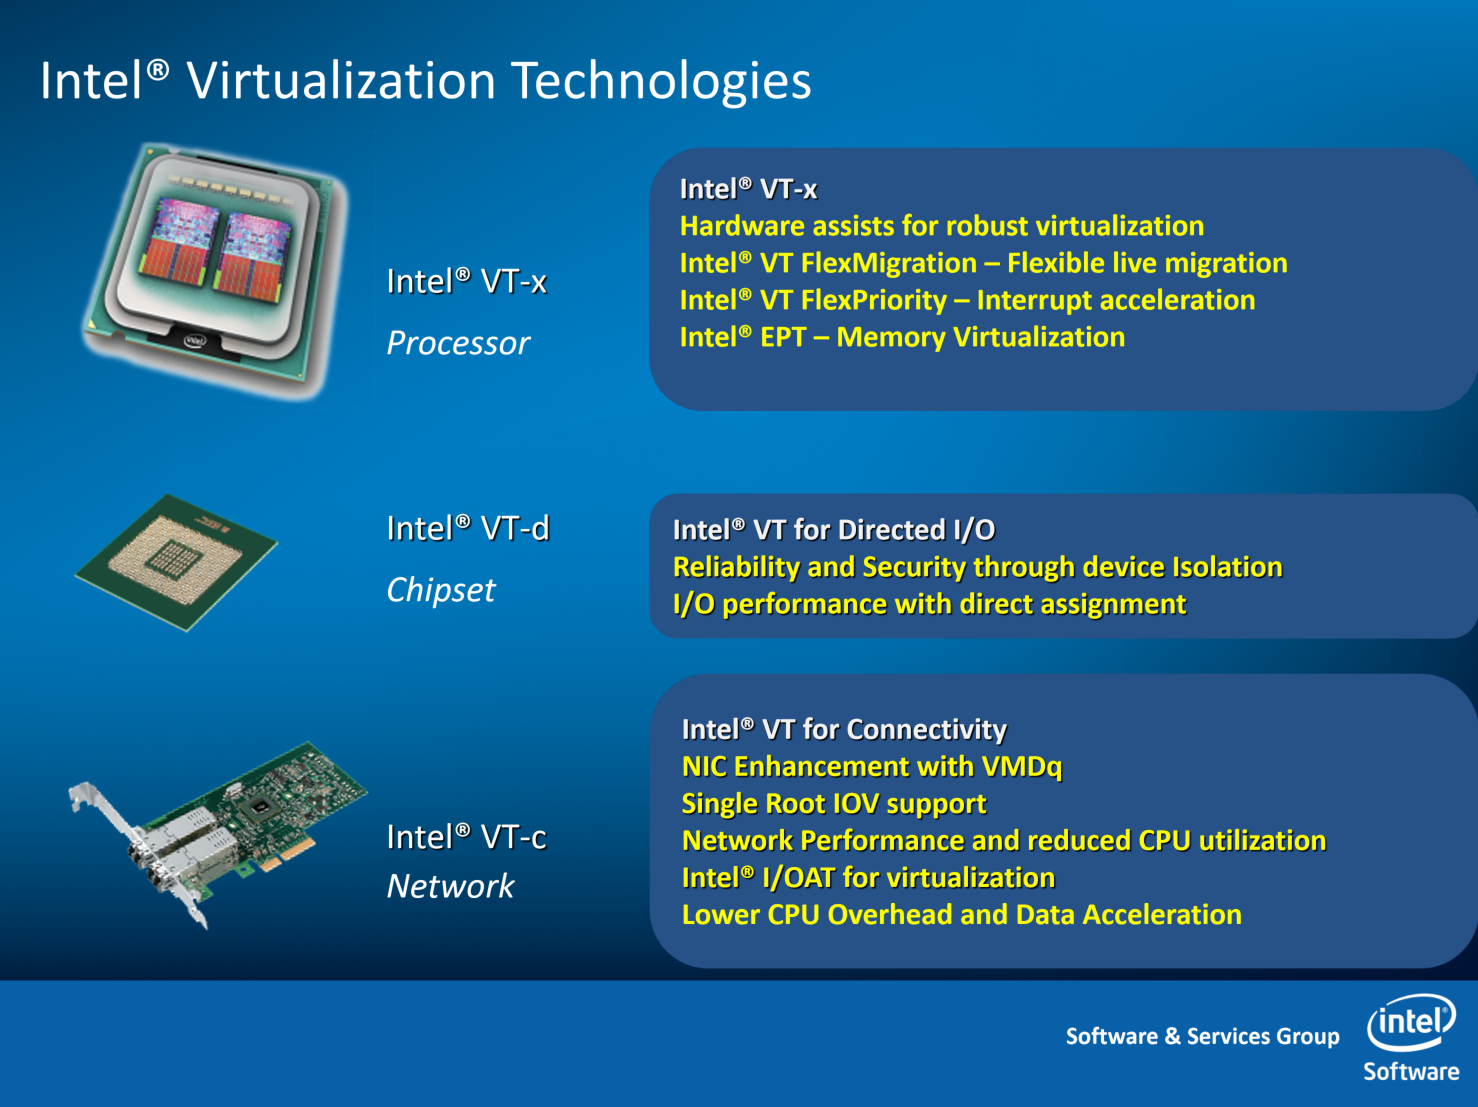 Intel® Virtualization Technologies
Intel® VT-x
Processor
Intel® VT-x
Hardware assists for robust virtualization
Intel® VT FlexMigration – Flexible live migration
Intel® VT FlexPriority – Interrupt acceleration
Intel® EPT – Memory Virtualization
intel
Intel® VT-d
Chipset
Intel® VT for Directed I/O
Reliability and Security through device Isolation
I/O performance with direct assignment
Intel® VT-c
Network
Intel® VT for Connectivity
NIC Enhancement with VMDq
Single Root IOV support
Network Performance and reduced CPU utilization
Intel® I/OAT for virtualization
Lower CPU Overhead and Data Acceleration
Software & Services Group
intel®
Software